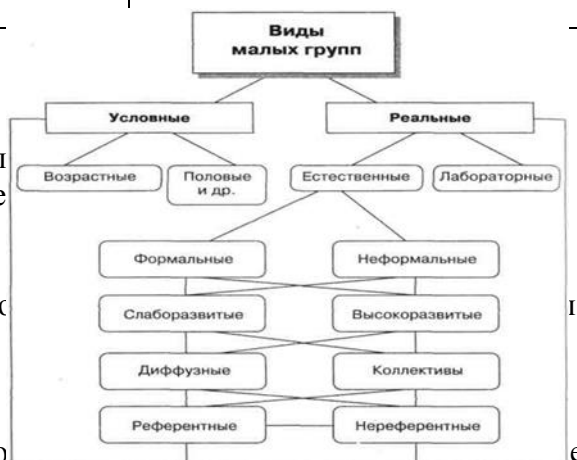 Виды
малых групп
Условные
Реальные
Возрастные
Половые
и др.
Естественные
Лабораторные
Формальные
Неформальные
Слаборазвитые
Высокоразвитые
Диффузные
Коллективы
Референтные
Нереферентные